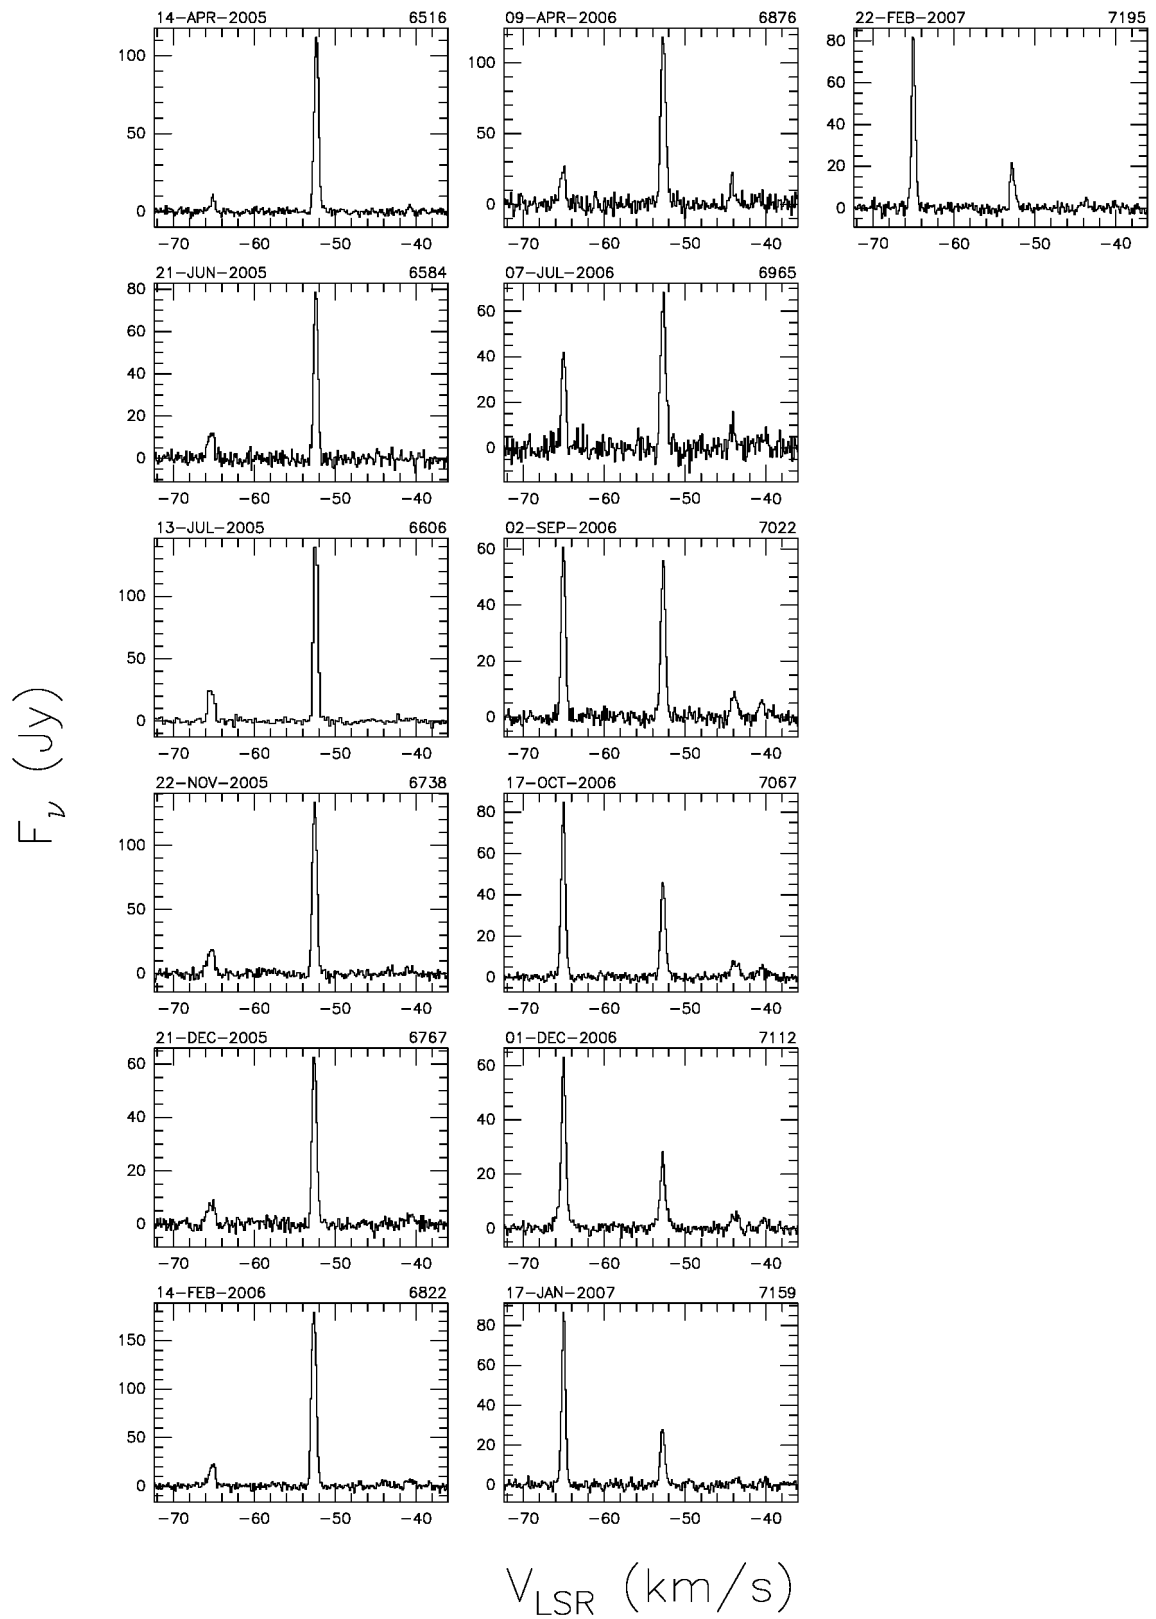 14-APR-2005 6516
100
50
0
-70 -60 -50 -40
21-JUN-2005 6584
80
60
40
20
0
-70 -60 -50 -40
13-JUL-2005 6606
100
50
0
-70 -60 -50 -40
22-NOV-2005 6738
100
50
0
-70 -60 -50 -40
21-DEC-2005 6767
60
40
20
0
-70 -60 -50 -40
14-FEB-2006 6822
150
100
50
0
-70 -60 -50 -40
09-APR-2006 6876
100
50
0
-70 -60 -50 -40
07-JUL-2006 6965
60
40
20
0
-70 -60 -50 -40
02-SEP-2006 7022
60
40
20
0
-70 -60 -50 -40
17-OCT-2006 7067
80
60
40
20
0
-70 -60 -50 -40
01-DEC-2006 7112
60
40
20
0
-70 -60 -50 -40
17-JAN-2007 7159
80
60
40
20
0
-70 -60 -50 -40
22-FEB-2007 7195
80
60
40
20
0
-70 -60 -50 -40
Fν (Jy)
VLSR (km/s)